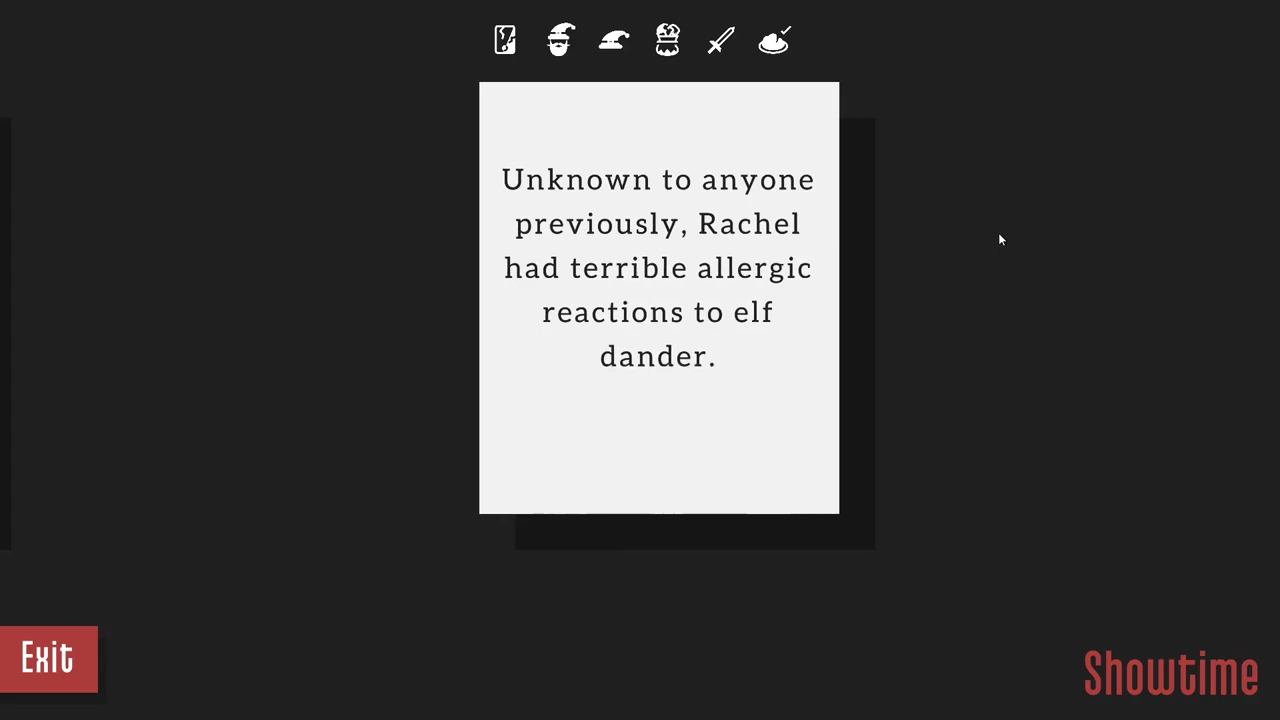 Unknown to anyone
previously, Rachel
had terrible allergic
reactions to elf
dander.
Exit
Showtime